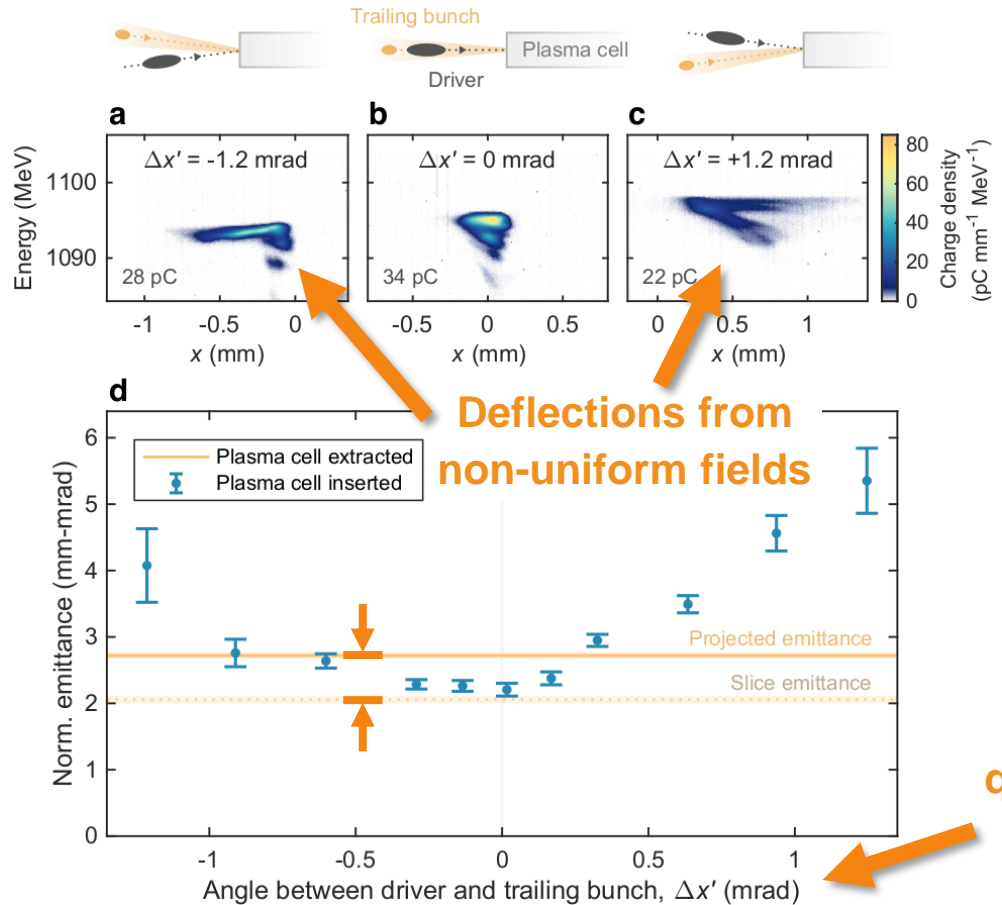 Trailing bunch
Plasma cell
Driver
a
b
c
Δx′ = -1.2 mrad
Δx′ = 0 mrad
Δx′ = +1.2 mrad
28 pC
34 pC
22 pC
Energy (MeV)
1100
1090
-1 -0.5 0
x (mm)
-0.5 0 0.5
x (mm)
0 0.5 1
x (mm)
80
60
40
20
0
Charge density
(pC mm⁻¹ MeV⁻¹)
Deflections from
non-uniform fields
d
Plasma cell extracted
Plasma cell inserted
Projected emittance
Slice emittance
Norm. emittance (mm-mrad)
6
5
4
3
2
1
0
-1 -0.5 0 0.5 1
Angle between driver and trailing bunch, Δx′ (mrad)